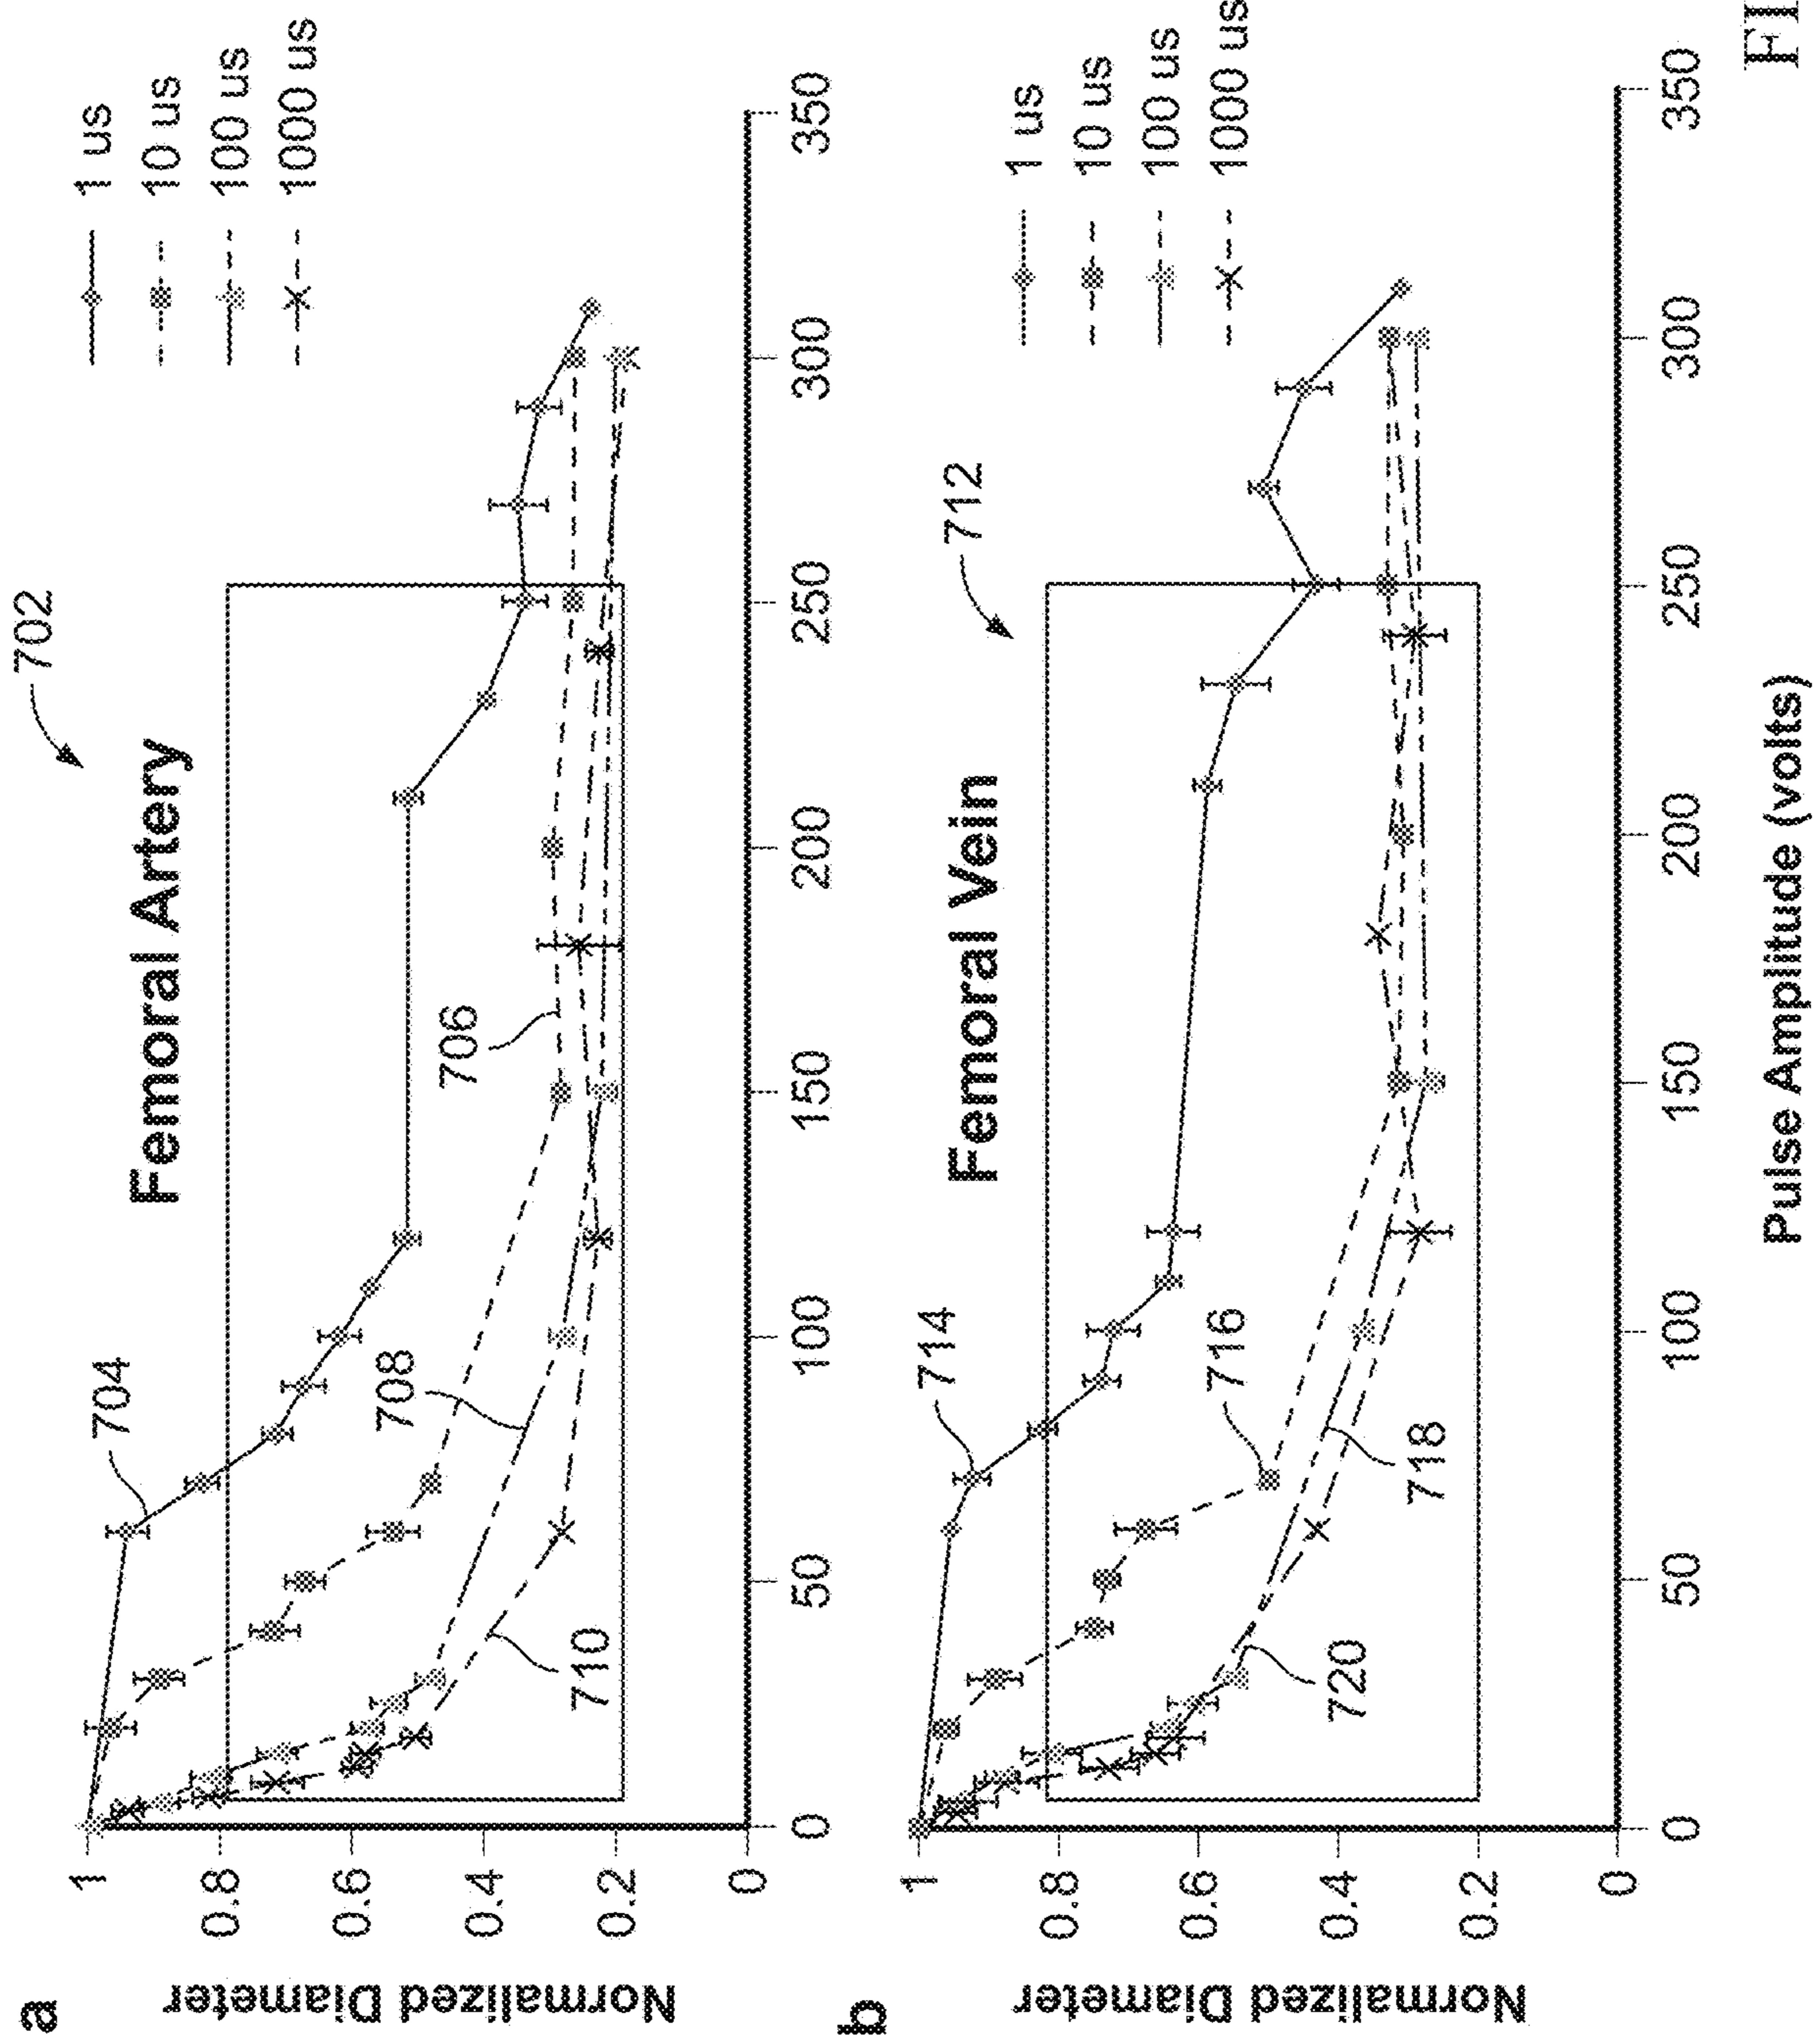 a
702
Femoral Artery
1 us
10 us
100 us
1000 us
704
706
708
710
Normalized Diameter
1
0.8
0.6
0.4
0.2
0
0 50 100 150 200 250 300 350
b
712
Femoral Vein
1 us
10 us
100 us
1000 us
714
716
718
720
Normalized Diameter
1
0.8
0.6
0.4
0.2
0
0 50 100 150 200 250 300 350
Pulse Amplitude (volts)